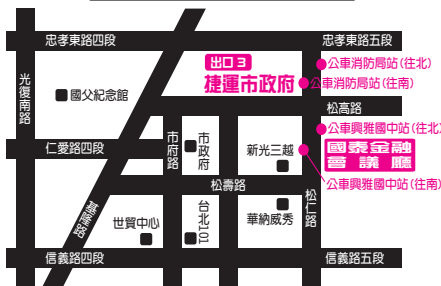 忠孝東路四段
忠孝東路五段
出口3
捷運市政府
公車消防局站(往北)
公車消防局站(往南)
光復南路
國父紀念館
松高路
公車興雅國中站(往北)
國泰金融
會議廳
仁愛路四段
市府路
市政府
新光三越
公車興雅國中站(往南)
松壽路
松仁路
基隆路
世貿中心
台北101
華納威秀
信義路四段
信義路五段